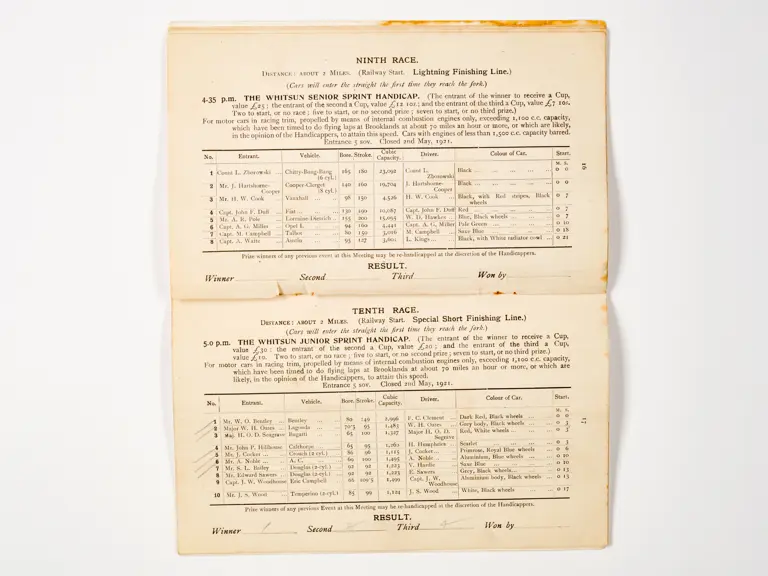 NINTH RACE.
DISTANCE: ABOUT 2 MILES. (Railway Start. Lightning Finishing Line.)
(Cars will enter the straight the first time they reach the fork.)
4-35 p.m. THE WHITSUN SENIOR SPRINT HANDICAP. (The entrant of the winner to receive a Cup,
value £25; the entrant of the second a Cup, value £12 10s.; and the entrant of the third a Cup, value £7 10s.
Two to start, or no race; five to start, or no second prize; seven to start, or no third prize.)
For motor cars in racing trim, propelled by means of internal combustion engines only, exceeding 1,100 c.c. capacity,
which have been timed to do flying laps at Brooklands at about 70 miles an hour or more, or which are likely,
in the opinion of the Handicappers, to attain this speed. Cars with engines of less than 1,500 c.c. capacity barred.
Entrance 5 sov. Closed 2nd May, 1921.
No. Entrant. Vehicle. Bore. Stroke. Cubic Capacity. Driver. Colour of Car. Start.
M. S.
1 Count L. Zborowski Chitty-Bang-Bang (6 cyl.) 165 180 23,092 Count L. Zborowski Black 0 0
2 Mr. J. Hartshorne-Cooper Cooper-Clerget (8 cyl.) 140 160 19,704 J. Hartshorne-Cooper Black 0 0
3 Mr. H. W. Cook Vauxhall 98 150 4,526 H. W. Cook Black, with Red stripes, Black wheels 0 7
4 Capt. John F. Duff Fiat 130 190 10,087 Capt. John F. Duff Red 0 7
5 Mr. A. R. Pole Lorraine-Dietrich 155 200 15,095 W. D. Hawkes Blue, Black wheels 0 7
6 Capt. A. G. Miller Opel I. 94 160 4,441 Capt. A. G. Miller Pale Green 0 10
7 Capt. M. Campbell Talbot 80 150 3,016 M. Campbell Saxe Blue 0 18
8 Capt. A. Waite Austin 95 127 3,601 L. Kings Black, with White radiator cowl 0 21
Prize winners of any previous event at this Meeting may be re-handicapped at the discretion of the Handicappers.
RESULT.
Winner Second Third Won by
16
TENTH RACE.
DISTANCE: ABOUT 2 MILES. (Railway Start. Special Short Finishing Line.)
(Cars will enter the straight the first time they reach the fork.)
5.0 p.m. THE WHITSUN JUNIOR SPRINT HANDICAP. (The entrant of the winner to receive a Cup,
value £30; the entrant of the second a Cup, value £20; and the entrant of the third a Cup,
value £10. Two to start, or no race; five to start, or no second prize; seven to start, or no third prize.)
For motor cars in racing trim, propelled by means of internal combustion engines only, exceeding 1,100 c.c. capacity,
which have been timed to do flying laps at Brooklands at about 70 miles an hour or more, or which are
likely, in the opinion of the Handicappers, to attain this speed.
Entrance 5 sov. Closed 2nd May, 1921.
No. Entrant. Vehicle. Bore. Stroke. Cubic Capacity. Driver. Colour of Car. Start.
M. S.
1 Mr. W. O. Bentley Bentley 80 149 2,996 F. C. Clement Dark Red, Black wheels 0 0
2 Major W. H. Oates Lagonda 70'5 95 1,483 W. H. Oates Grey body, Black wheels 0 3
3 Maj. H. O. D. Seagrave Bugatti 65 100 1,327 Major H. O. D. Segrave Red, White wheels 0 3
4 Mr. John P. Hillhouse Calthorpe 65 95 1,261 H. Humphries Scarlet 0 3
5 Mr. J. Cooker Crouch (2 cyl.) 86 96 1,115 J. Cooker Primrose, Royal Blue wheels 0 6
6 Mr. A. Noble A. C. 69 100 1,495 A. Noble Aluminium, Blue wheels 0 10
7 Mr. S. L. Bailey Douglas (2 cyl.) 92 92 1,223 V. Hardie Saxe Blue 0 10
8 Mr. Edward Sawers Douglas (2 cyl.) 92 92 1,223 E. Sawers Grey, Black wheels 0 13
9 Capt. J. W. Woodhouse Eric Campbell 66 109'5 1,499 Capt. J. W. Woodhouse Aluminium body, Black wheels 0 13
10 Mr. J. S. Wood Temperino (2 cyl.) 85 99 1,124 J. S. Wood White, Black wheels 0 17
Prize winners of any previous Event at this Meeting may be re-handicapped at the discretion of the Handicappers.
RESULT.
Winner Second Third Won by
17